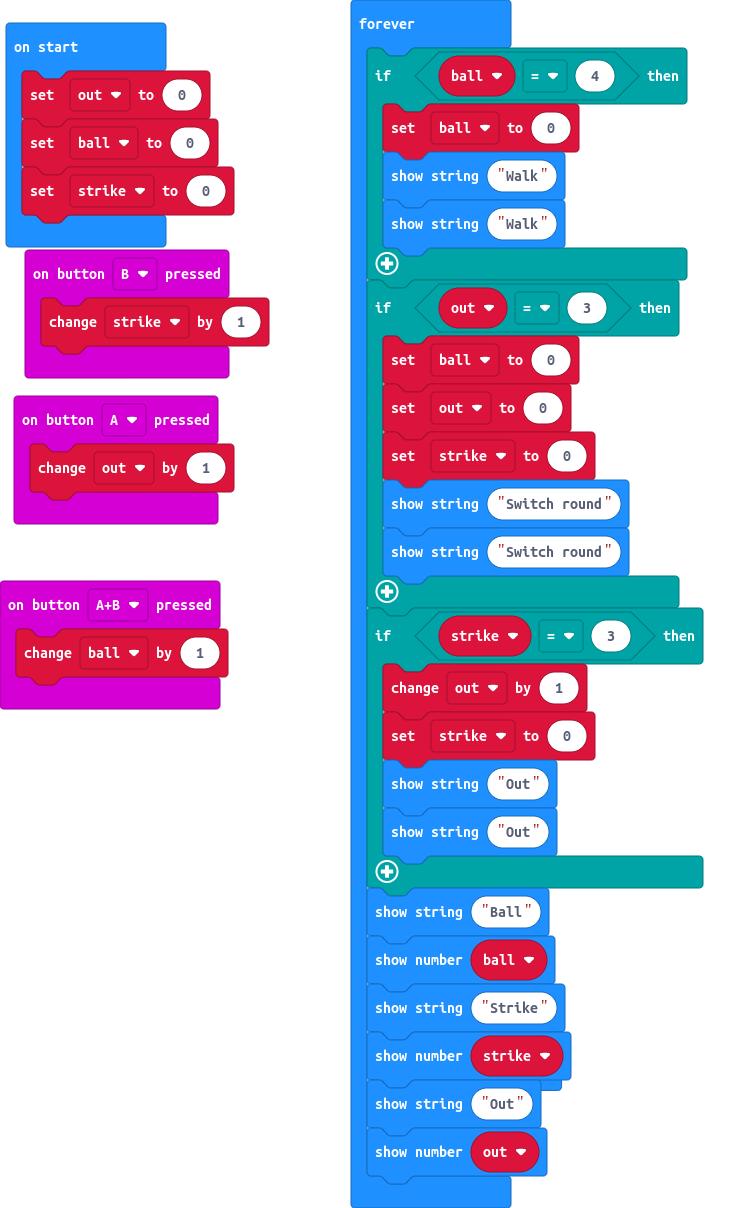 on start
set out to 0
set ball to 0
set strike to 0
on button B pressed
change strike by 1
on button A pressed
change out by 1
on button A+B pressed
change ball by 1
forever
if ball = 4 then
set ball to 0
show string "Walk"
show string "Walk"
if out = 3 then
set ball to 0
set out to 0
set strike to 0
show string "Switch round"
show string "Switch round"
if strike = 3 then
change out by 1
set strike to 0
show string "Out"
show string "Out"
show string "Ball"
show number ball
show string "Strike"
show number strike
show string "Out"
show number out